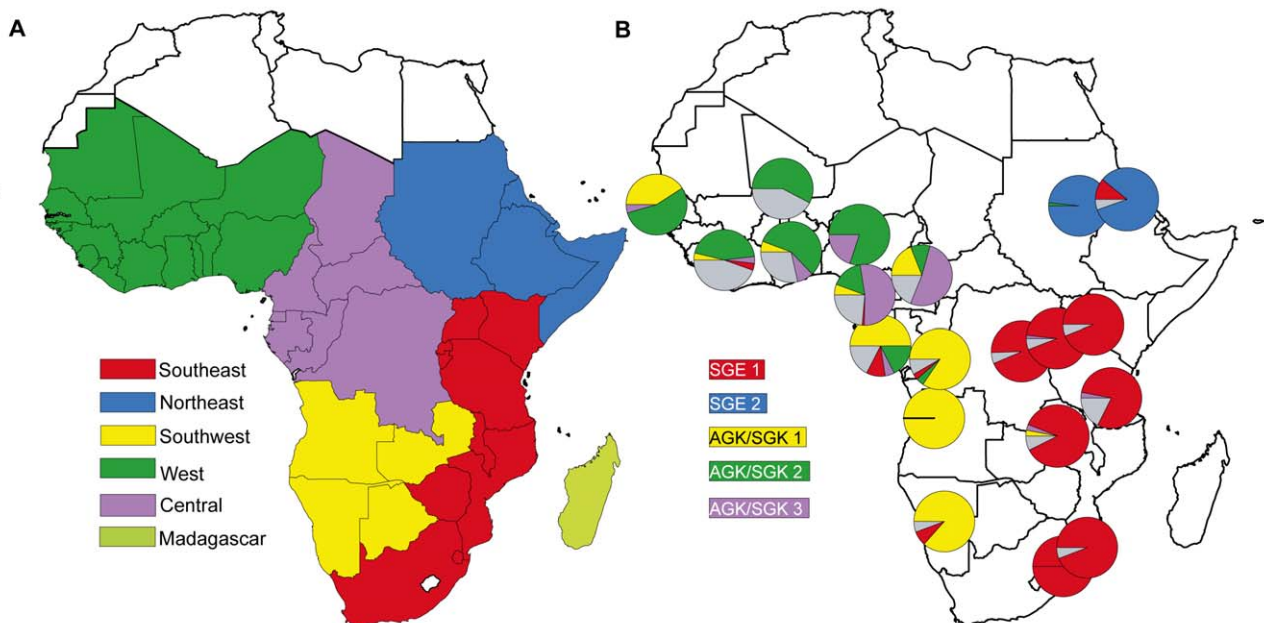 A
Southeast
Northeast
Southwest
West
Central
Madagascar
B
SGE 1
SGE 2
AGK/SGK 1
AGK/SGK 2
AGK/SGK 3